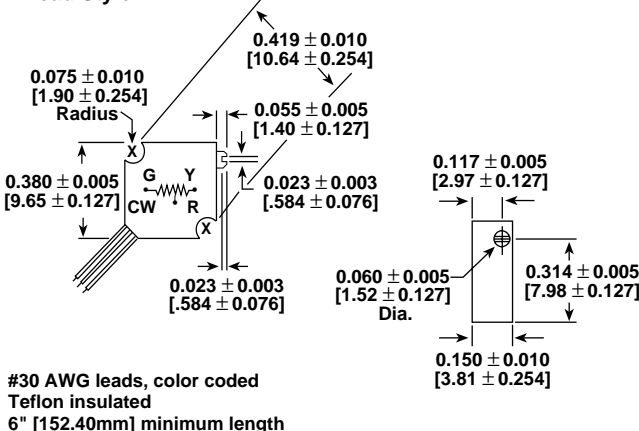 0.419 ± 0.010
[10.64 ± 0.254]
0.075 ± 0.010
[1.90 ± 0.254]
Radius
0.055 ± 0.005
[1.40 ± 0.127]
X
0.380 ± 0.005
[9.65 ± 0.127]
G Y
CW R
X
0.023 ± 0.003
[.584 ± 0.076]
0.023 ± 0.003
[.584 ± 0.076]
0.117 ± 0.005
[2.97 ± 0.127]
0.060 ± 0.005
[1.52 ± 0.127]
Dia.
0.314 ± 0.005
[7.98 ± 0.127]
0.150 ± 0.010
[3.81 ± 0.254]
#30 AWG leads, color coded
Teflon insulated
6" [152.40mm] minimum length